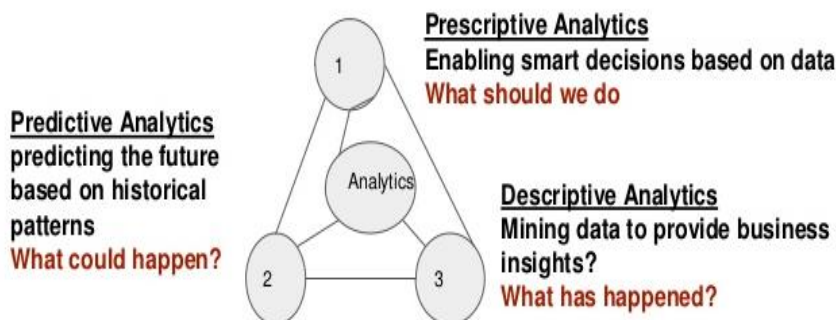 Prescriptive Analytics
Enabling smart decisions based on data
What should we do
1
Predictive Analytics
predicting the future
based on historical
patterns
What could happen?
Analytics
Descriptive Analytics
Mining data to provide business
insights?
What has happened?
2
3